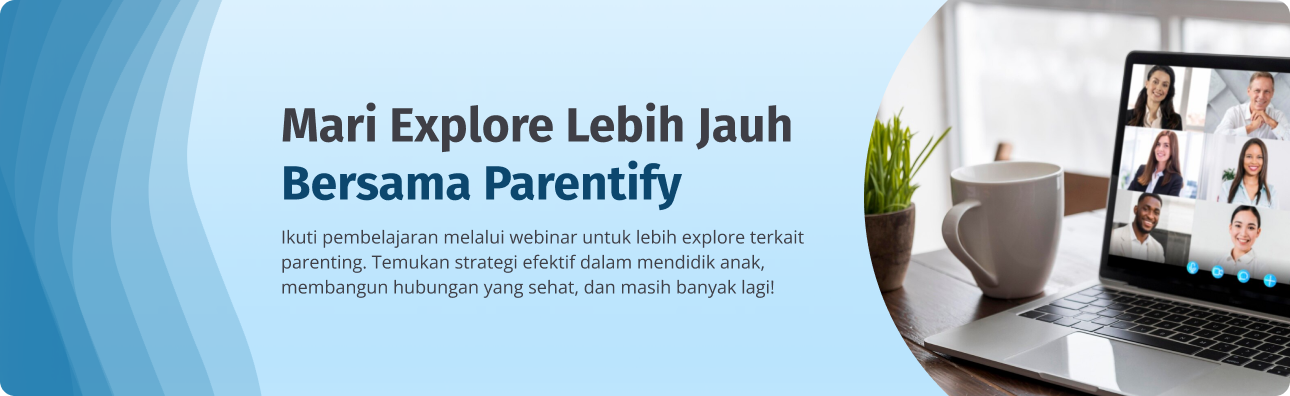 Mari Explore Lebih Jauh
Bersama Parentify
Ikuti pembelajaran melalui webinar untuk lebih explore terkait
parenting. Temukan strategi efektif dalam mendidik anak,
membangun hubungan yang sehat, dan masih banyak lagi!